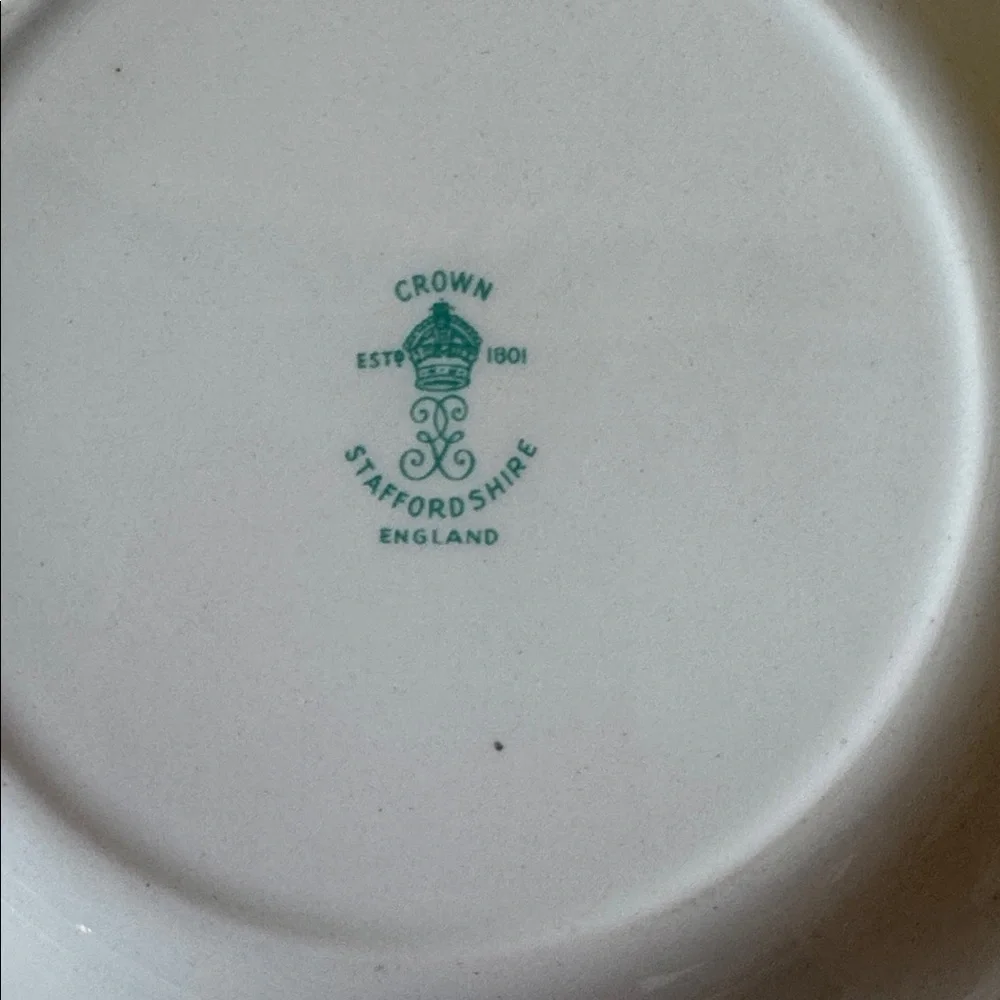 CROWN
ESTD 1801
STAFFORDSHIRE
ENGLAND